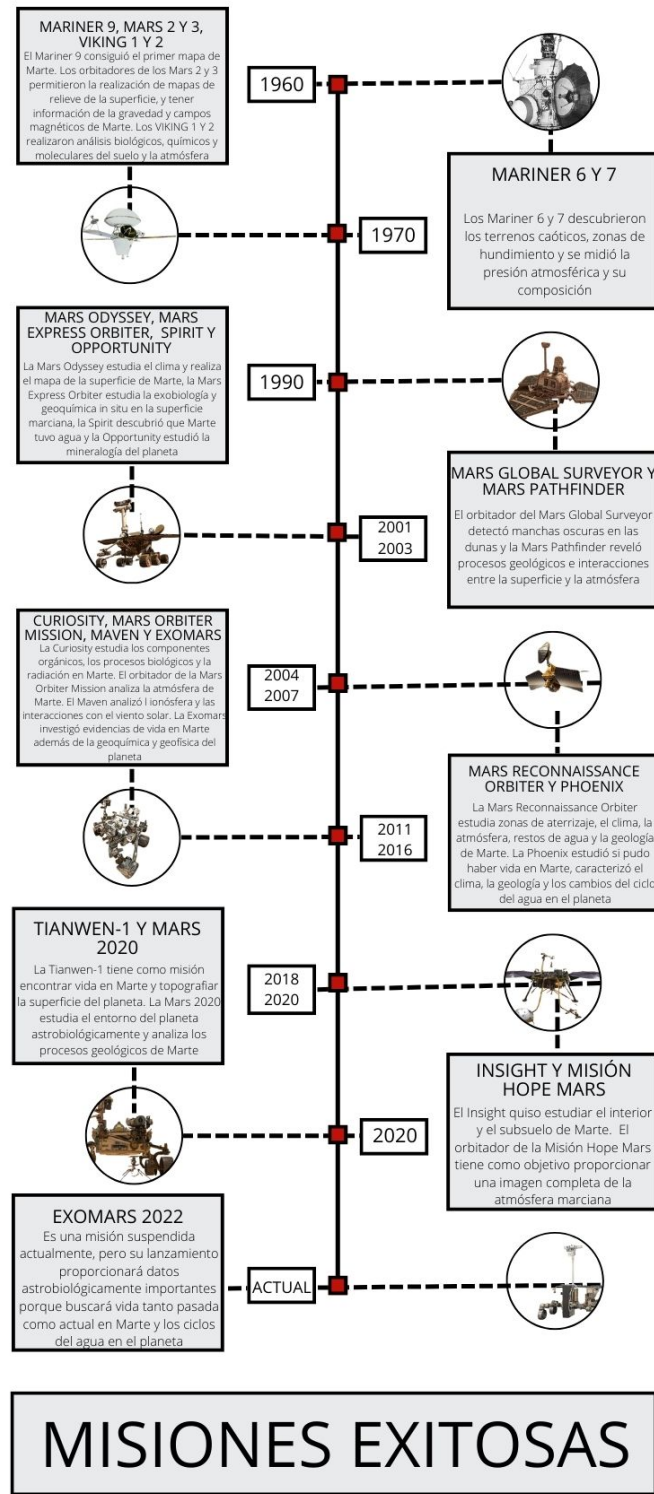 MARINER 9, MARS 2 Y 3,
VIKING 1 Y 2
El Mariner 9 consiguió el primer mapa de
Marte. Los orbitadores de los Mars 2 y 3
permitieron la realización de mapas de
relieve de la superficie, y tener
información de la gravedad y campos
magnéticos de Marte. Los VIKING 1 Y 2
realizaron análisis biológicos, químicos y
moleculares del suelo y la atmósfera
1960
MARINER 6 Y 7
Los Mariner 6 y 7 descubrieron
los terrenos caóticos, zonas de
hundimiento y se midió la
presión atmosférica y su
composición
1970
MARS ODYSSEY, MARS
EXPRESS ORBITER, SPIRIT Y
OPPORTUNITY
La Mars Odyssey estudia el clima y realiza
el mapa de la superficie de Marte, la Mars
Express Orbiter estudia la exobiología y
geoquímica in situ en la superficie
marciana, la Spirit descubrió que Marte
tuvo agua y la Opportunity estudió la
mineralogía del planeta
1990
MARS GLOBAL SURVEYOR Y
MARS PATHFINDER
El orbitador del Mars Global Surveyor
detectó manchas oscuras en las
dunas y la Mars Pathfinder reveló
procesos geológicos e interacciones
entre la superficie y la atmósfera
2001
2003
CURIOSITY, MARS ORBITER
MISSION, MAVEN Y EXOMARS
La Curiosity estudia los componentes
orgánicos, los procesos biológicos y la
radiación en Marte. El orbitador de la Mars
Orbiter Mission analiza la atmósfera de
Marte. El Maven analizó l ionósfera y las
interacciones con el viento solar. La Exomars
investigó evidencias de vida en Marte
además de la geoquímica y geofísica del
planeta
2004
2007
MARS RECONNAISSANCE
ORBITER Y PHOENIX
La Mars Reconnaissance Orbiter
estudia zonas de aterrizaje, el clima, la
atmósfera, restos de agua y la geología
de Marte. La Phoenix estudió si pudo
haber vida en Marte, caracterizó el
clima, la geología y los cambios del ciclo
del agua en el planeta
2011
2016
TIANWEN-1 Y MARS
2020
La Tianwen-1 tiene como misión
encontrar vida en Marte y topografiar
la superficie del planeta. La Mars 2020
estudia el entorno del planeta
astrobiológicamente y analiza los
procesos geológicos de Marte
2018
2020
INSIGHT Y MISIÓN
HOPE MARS
El Insight quiso estudiar el interior
y el subsuelo de Marte. El
orbitador de la Misión Hope Mars
tiene como objetivo proporcionar
una imagen completa de la
atmósfera marciana
2020
EXOMARS 2022
Es una misión suspendida
actualmente, pero su lanzamiento
proporcionará datos
astrobiológicamente importantes
porque buscará vida tanto pasada
como actual en Marte y los ciclos
del agua en el planeta
ACTUAL
MISIONES EXITOSAS